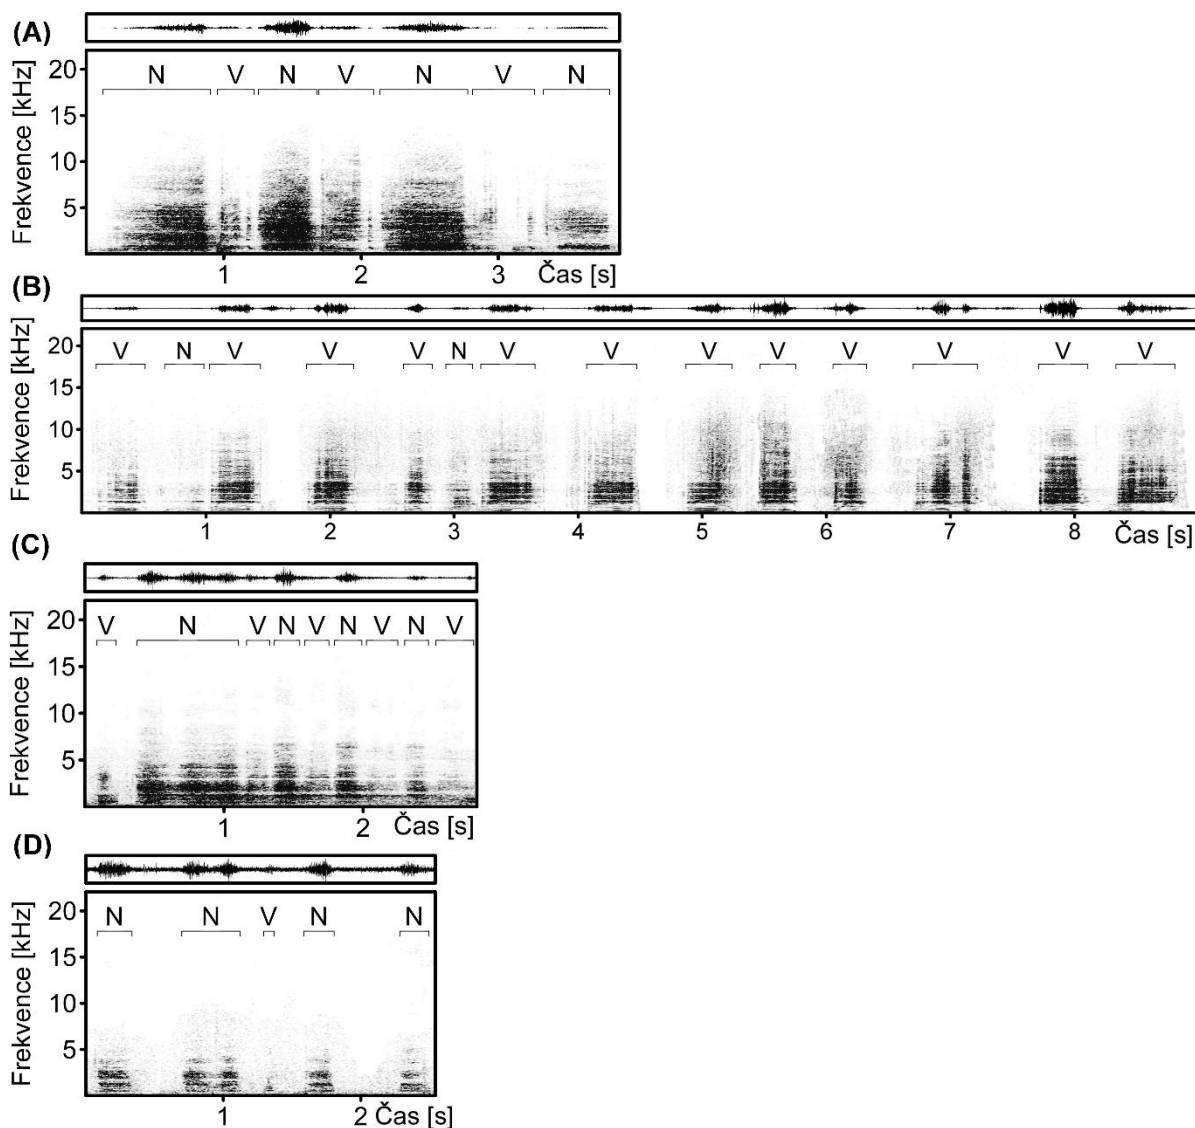 (A)
N V N V N V N
Frekvence [kHz]
20
15
10
5
1 2 3 Čas [s]
(B)
V N V V V N V V V V V V V V
Frekvence [kHz]
20
15
10
5
1 2 3 4 5 6 7 8 Čas [s]
(C)
V N V N V N V N V
Frekvence [kHz]
20
15
10
5
1 2 Čas [s]
(D)
N N V N N
Frekvence [kHz]
20
15
10
5
1 2 Čas [s]